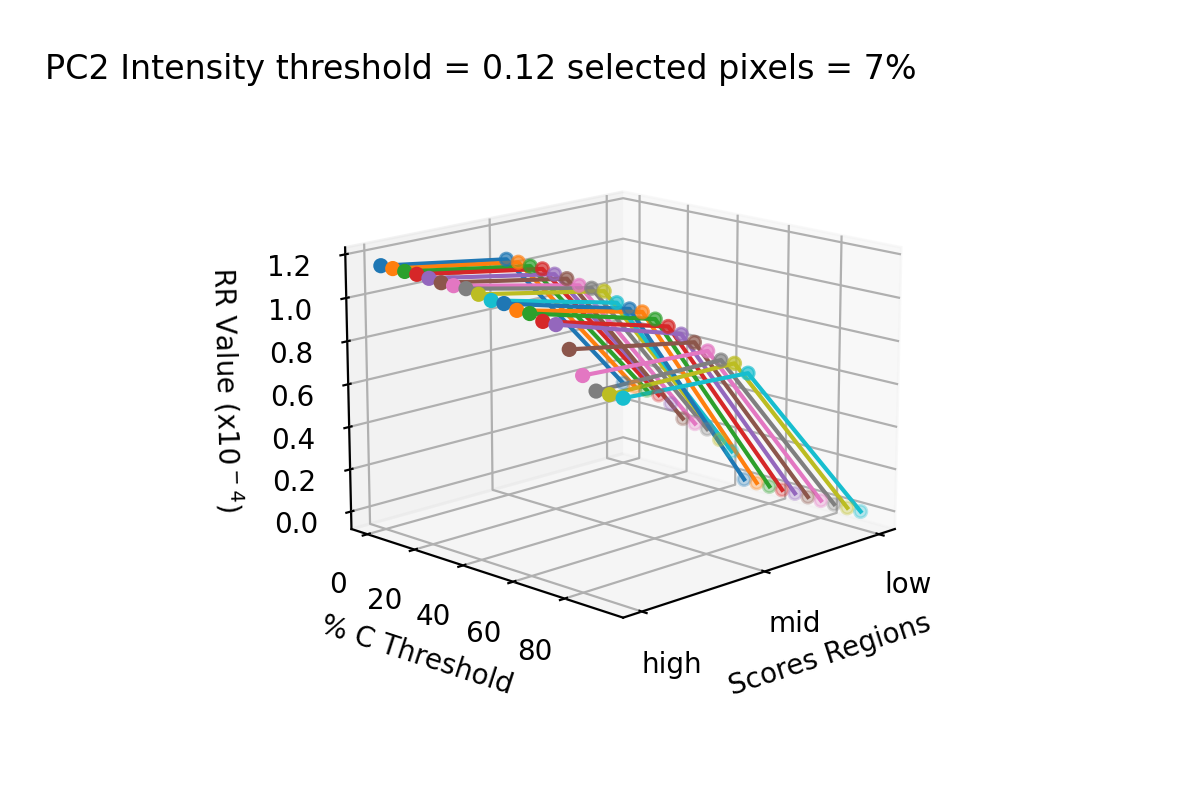 PC2 Intensity threshold = 0.12 selected pixels = 7%
RR Value (x10⁻⁴)
1.2
1.0
0.8
0.6
0.4
0.2
0.0
0
20
40
60
80
% C Threshold
high
mid
low
Scores Regions